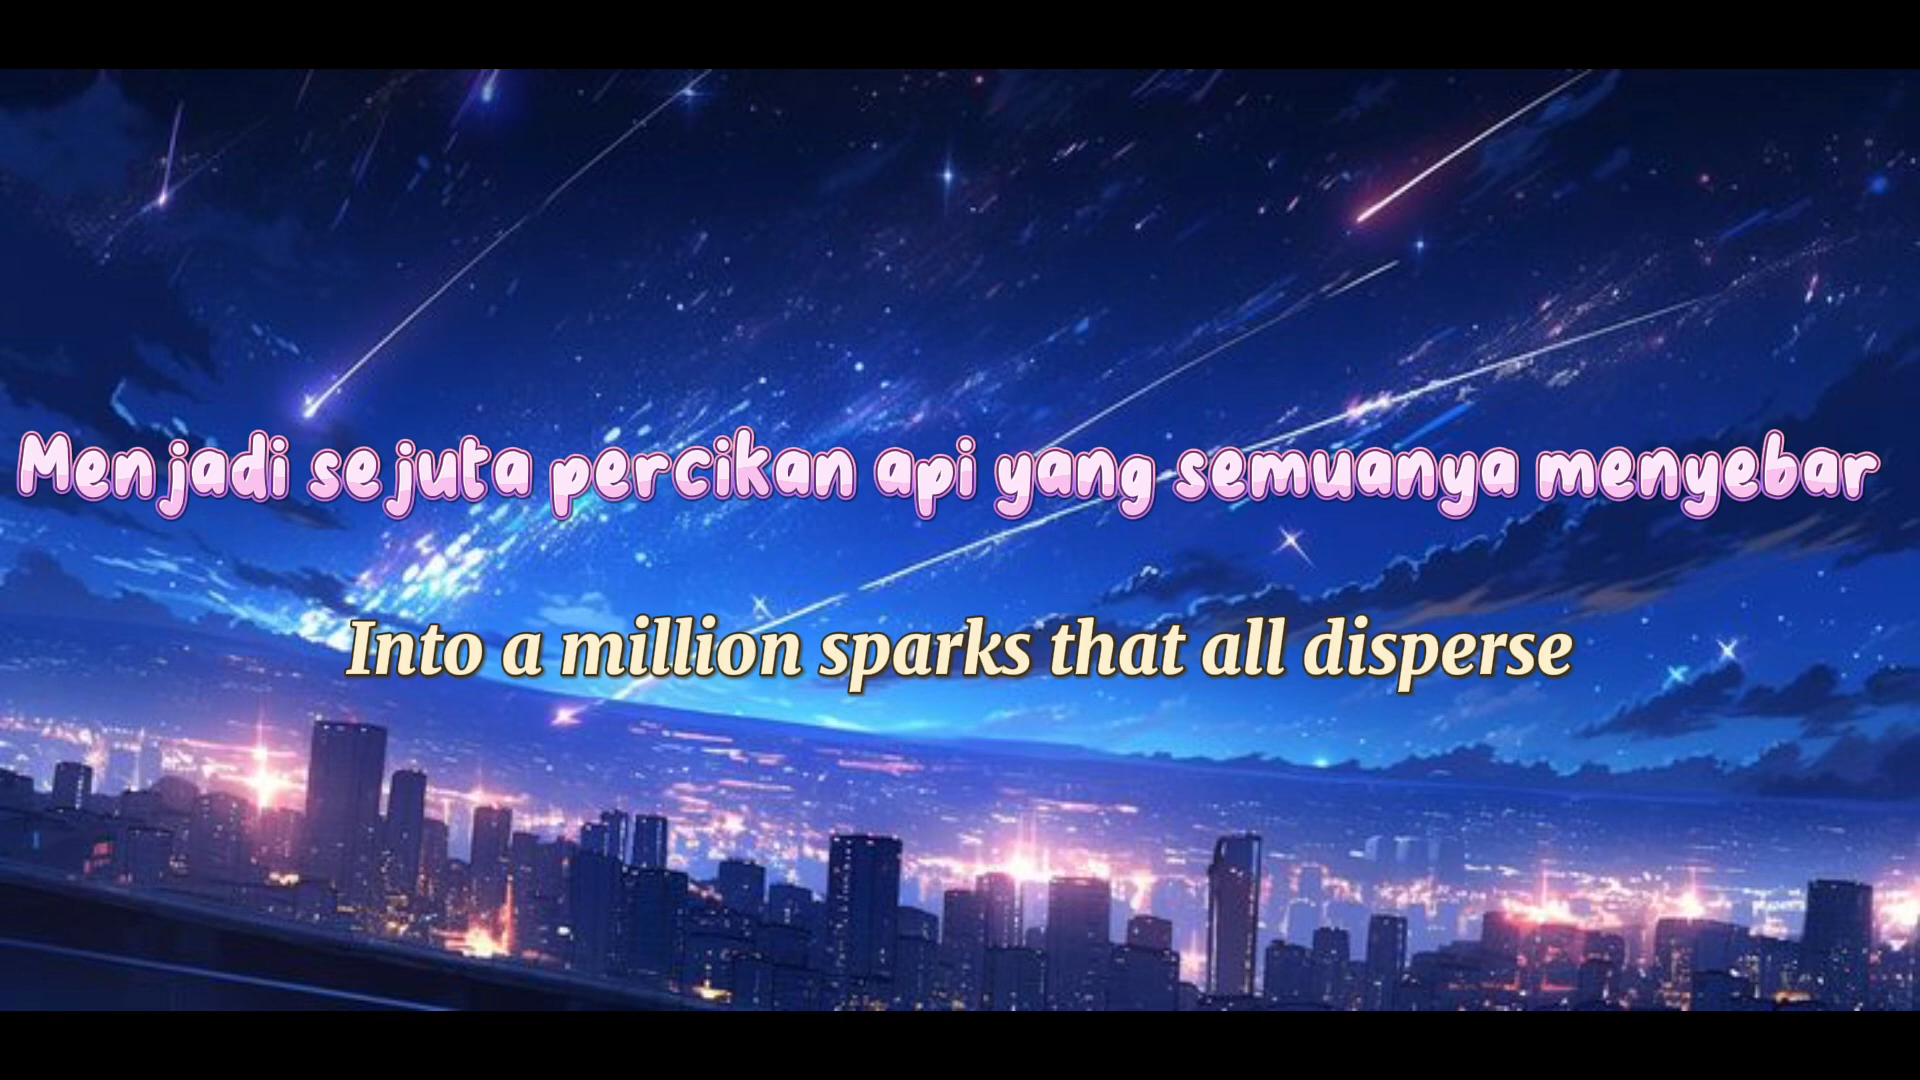 Menjadi sejuta percikan api yang semuanya menyebar
Into a million sparks that all disperse